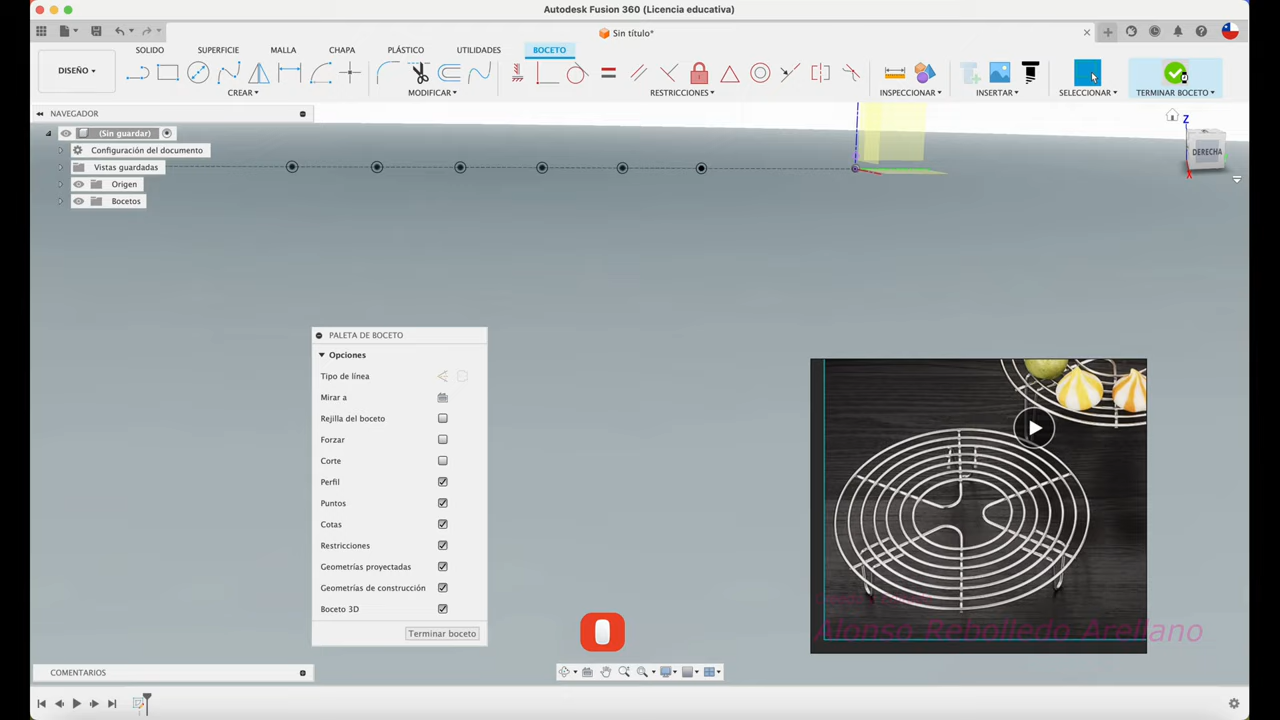 Autodesk Fusion 360 (Licencia educativa)
Sin título*
DISEÑO
SOLIDO
SUPERFICIE
MALLA
CHAPA
PLÁSTICO
UTILIDADES
BOCETO
CREAR
MODIFICAR
RESTRICCIONES
INSPECCIONAR
INSERTAR
SELECCIONAR
TERMINAR BOCETO
NAVEGADOR
(Sin guardar)
Configuración del documento
Vistas guardadas
Origen
Bocetos
Z
DERECHA
X
PALETA DE BOCETO
Opciones
Tipo de línea
Mirar a
Rejilla del boceto
Forzar
Corte
Perfil
Puntos
Cotas
Restricciones
Geometrías proyectadas
Geometrías de construcción
Boceto 3D
Terminar boceto
Alonso Rebolledo Arellano
COMENTARIOS